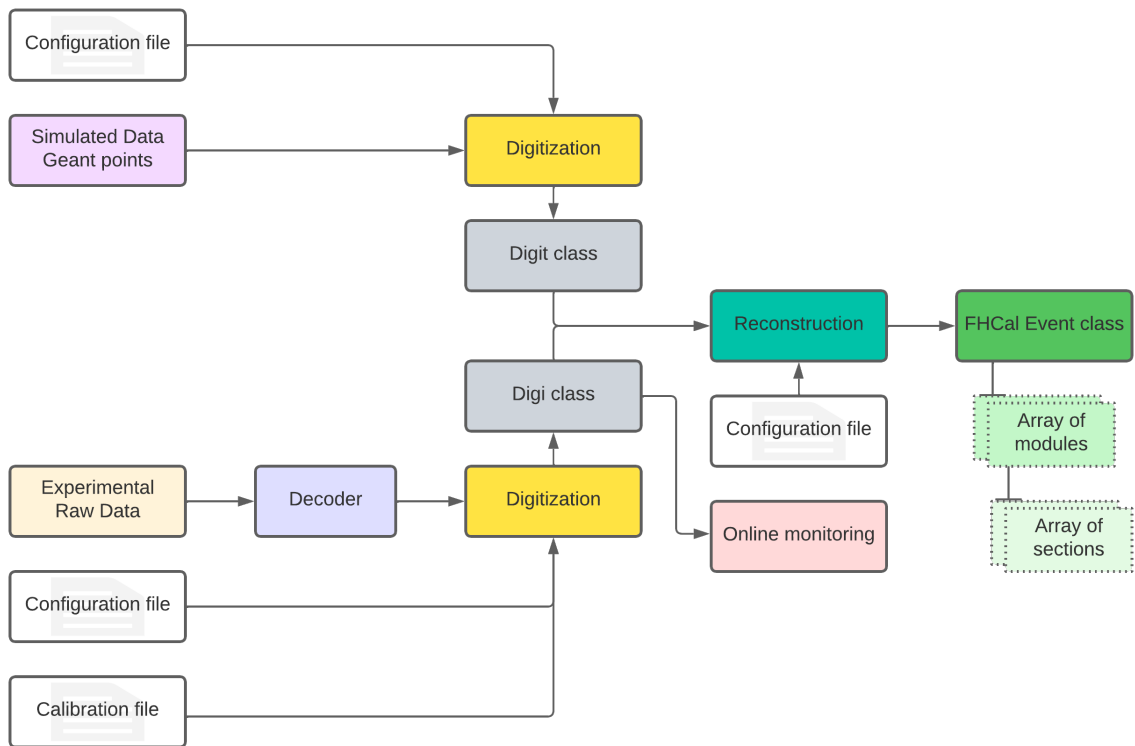 Configuration file
Simulated Data
Geant points
Digitization
Digit class
Reconstruction
FHCal Event class
Digi class
Configuration file
Array of
modules
Experimental
Raw Data
Decoder
Digitization
Online monitoring
Array of
sections
Configuration file
Calibration file